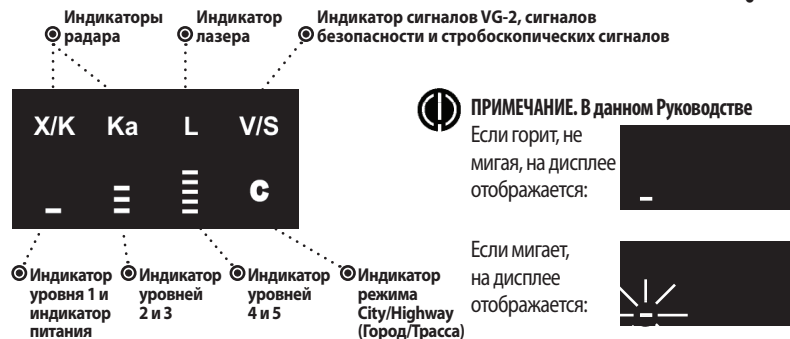 Индикаторы
радара
Индикатор
лазера
Индикатор сигналов VG-2, сигналов
безопасности и стробоскопических сигналов
X/K Ka L V/S
C
Индикатор
уровня 1 и
индикатор
питания
Индикатор
уровней
2 и 3
Индикатор
уровней
4 и 5
Индикатор
режима
City/Highway
(Город/Трасса)
ПРИМЕЧАНИЕ. В данном Руководстве
Если горит, не
мигая, на дисплее
отображается:
Если мигает,
на дисплее
отображается: